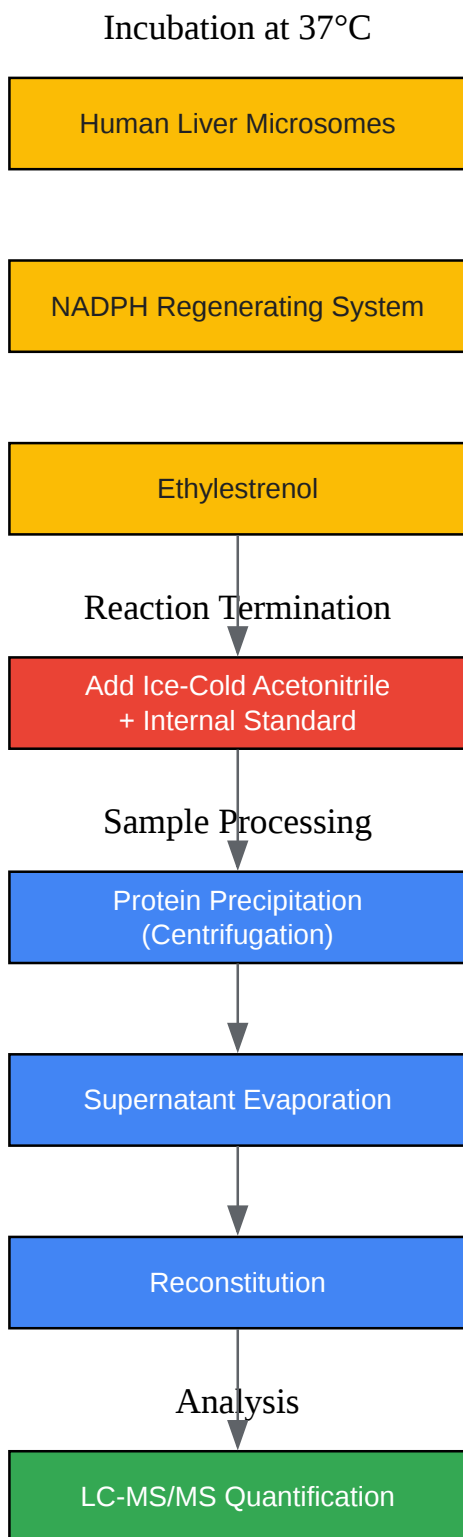 Incubation at 37°C
Human Liver Microsomes
NADPH Regenerating System
Ethylestrenol
Reaction Termination
Add Ice-Cold Acetonitrile
+ Internal Standard
Sample Processing
Protein Precipitation
(Centrifugation)
Supernatant Evaporation
Reconstitution
Analysis
LC-MS/MS Quantification